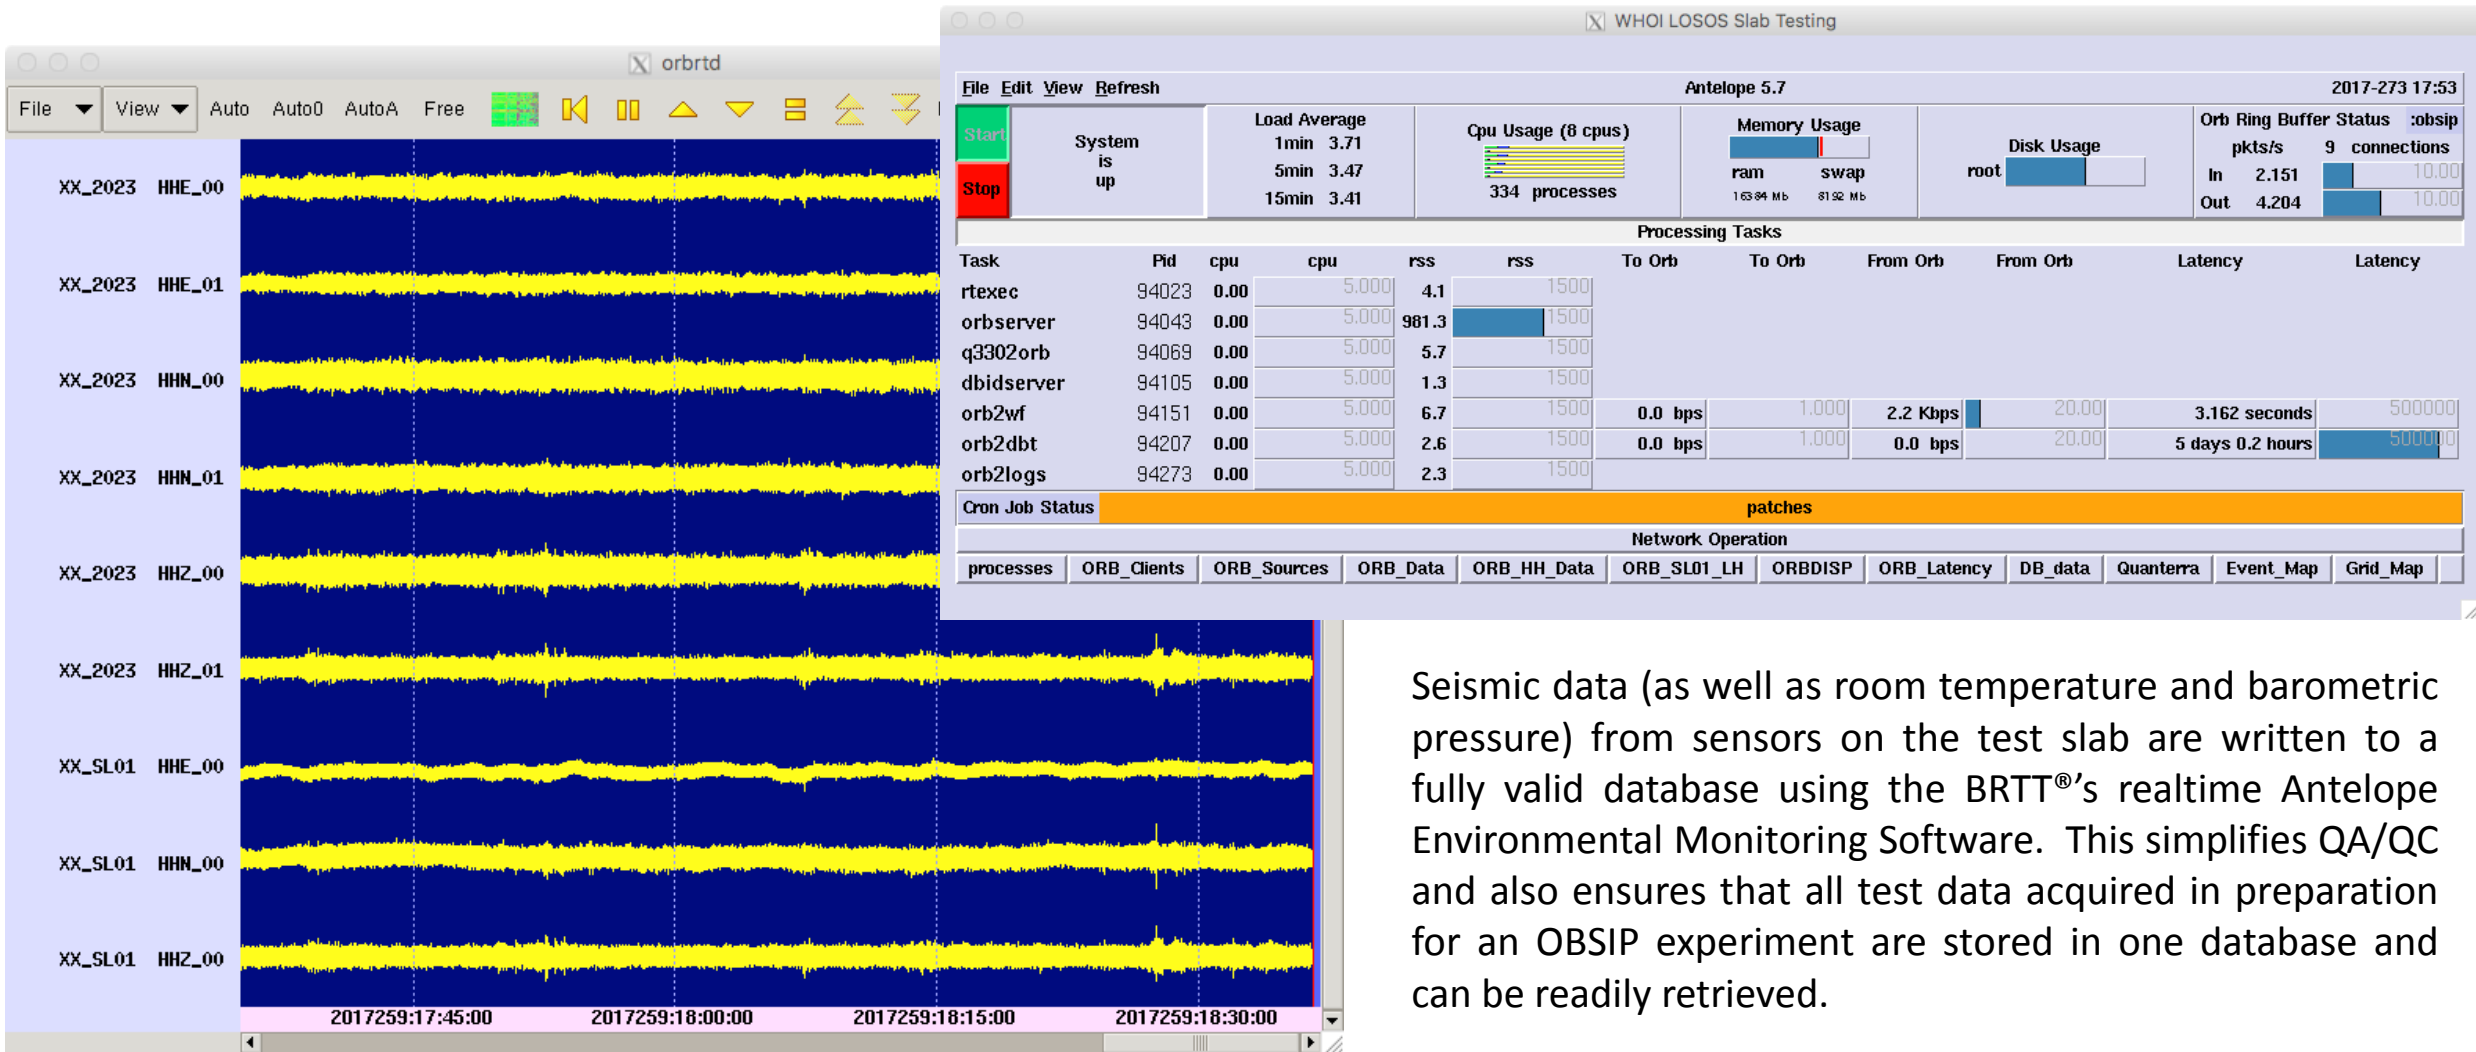 orbrtd
File View Auto Auto0 AutoA Free
XX_2023 HHE_00
XX_2023 HHE_01
XX_2023 HHN_00
XX_2023 HHN_01
XX_2023 HHZ_00
XX_2023 HHZ_01
XX_SL01 HHE_00
XX_SL01 HHN_00
XX_SL01 HHZ_00
2017259:17:45:00 2017259:18:00:00 2017259:18:15:00 2017259:18:30:00
WHOI LOSOS Slab Testing
File Edit View Refresh Antelope 5.7 2017-273 17:53
Start
Stop
System
is
up
Load Average
1min 3.71
5min 3.47
15min 3.41
Cpu Usage (8 cpus)
334 processes
Memory Usage
ram swap
16384 Mb 8192 Mb
Disk Usage
root
Orb Ring Buffer Status :obsip
pkts/s 9 connections
In 2.151 10.00
Out 4.204 10.00
Processing Tasks
Task Pid cpu cpu rss rss To Orb To Orb From Orb From Orb Latency Latency
rtexec 94023 0.00 5.000 4.1 1500
orbserver 94043 0.00 5.000 981.3 1500
q3302orb 94069 0.00 5.000 5.7 1500
dbidserver 94105 0.00 5.000 1.3 1500
orb2wf 94151 0.00 5.000 6.7 1500 0.0 bps 1.000 2.2 Kbps 20.00 3.162 seconds 500000
orb2dbt 94207 0.00 5.000 2.6 1500 0.0 bps 1.000 0.0 bps 20.00 5 days 0.2 hours 500000
orb2logs 94273 0.00 5.000 2.3 1500
Cron Job Status patches
Network Operation
processes ORB_Clients ORB_Sources ORB_Data ORB_HH_Data ORB_SL01_LH ORBDISP ORB_Latency DB_data Quanterra Event_Map Grid_Map
Seismic data (as well as room temperature and barometric
pressure) from sensors on the test slab are written to a
fully valid database using the BRTT®’s realtime Antelope
Environmental Monitoring Software. This simplifies QA/QC
and also ensures that all test data acquired in preparation
for an OBSIP experiment are stored in one database and
can be readily retrieved.